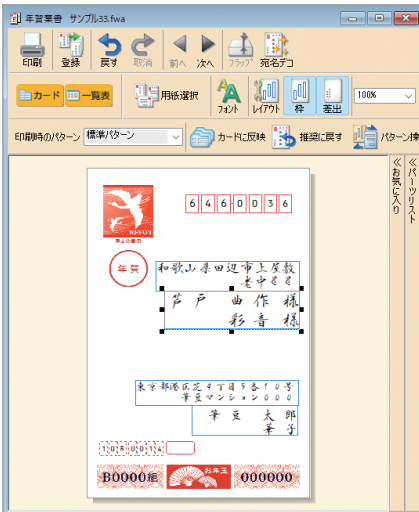 年賀葉書 サンプル33.fwa
印刷 登録 戻す 取消 前へ 次へ フラップ 宛名デコ
カード 一覧表 用紙選択 フォント レイアウト 枠 差出 100%
印刷時のパターン 標準パターン カードに反映 推奨に戻す パターン検
≪お気に入り
≪パーツリスト
NIPPON
6460036
年賀
和歌山県田辺市上屋敷
老中88
芦戸 曲作 様
彩音 様
東京都港区芝4丁目5番10号
筆豆マンション000
筆豆 太郎
華子
1080014
B0000組
お年玉
000000